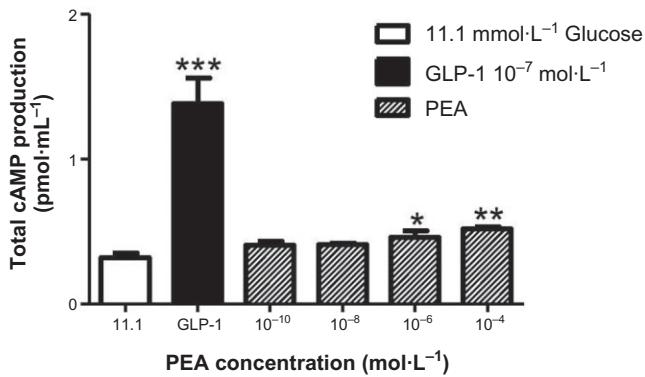 2
11.1 mmol·L⁻¹ Glucose
GLP-1 10⁻⁷ mol·L⁻¹
PEA
***
Total cAMP production
(pmol·mL⁻¹)
1
*
**
0
11.1 GLP-1 10⁻¹⁰ 10⁻⁸ 10⁻⁶ 10⁻⁴
PEA concentration (mol·L⁻¹)